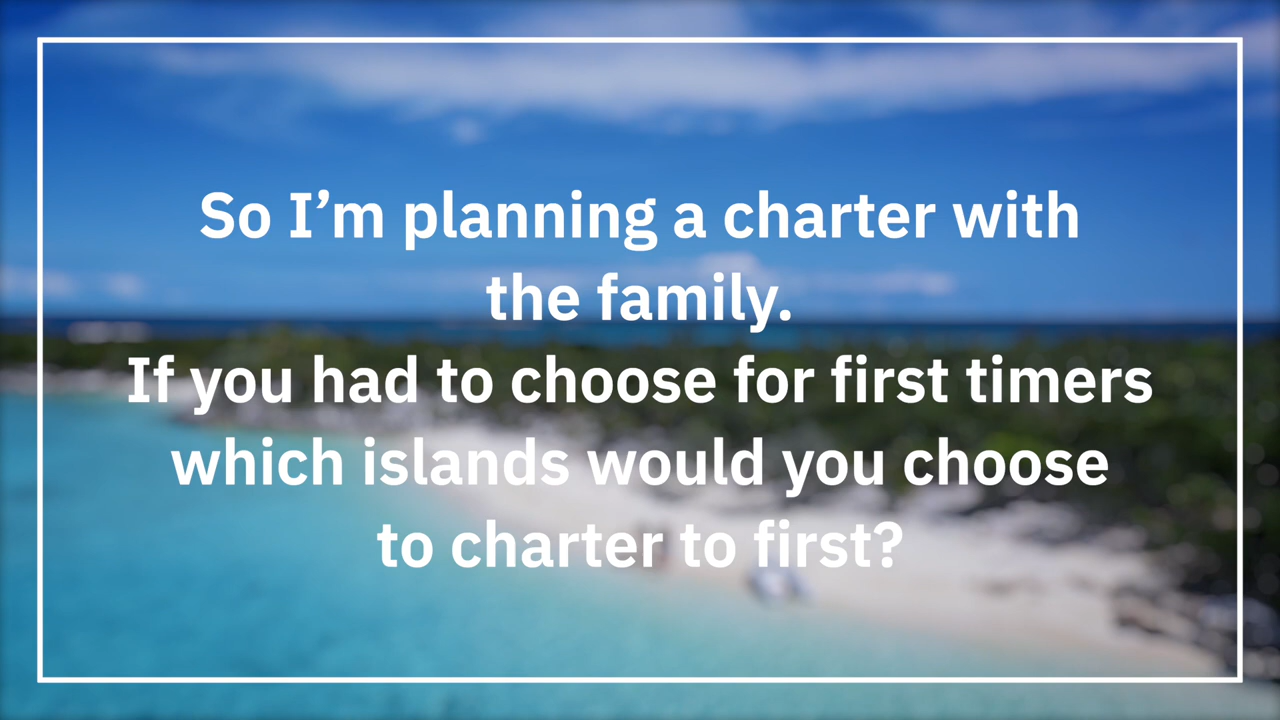 So I’m planning a charter with
the family.
If you had to choose for first timers
which islands would you choose
to charter to first?